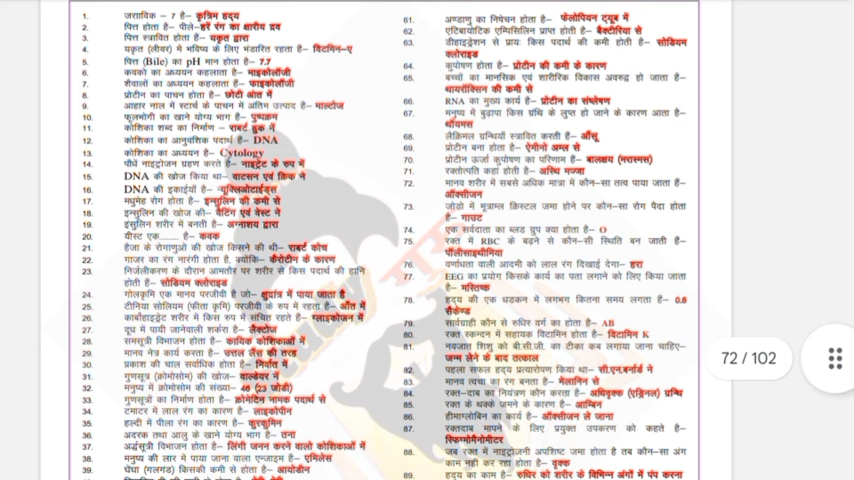 1. जराविक – 7 है– कृत्रिम हृदय
2. पित्त होता है– पीले–हरे रंग का क्षारीय द्रव
3. पित्त स्त्रावित होता है– यकृत द्वारा
4. यकृत (लीवर) में भविष्य के लिए भंडारित रहता है– विटमिन–ए
5. पित्त (Bile) का pH मान होता है– 7.7
6. कवको का अध्ययन कहलाता है– माइकोलॉजी
7. शैवालों का अध्ययन कहलाता है– फाइकोलॉजी
8. प्रोटीन का पाचन होता है– छोटी आंत में
9. आहार नाल में स्टार्च के पाचन में अंतिम उत्पाद है– माल्टोज
10. फूलगोभी का खाने योग्य भाग है– पुष्पक्रम
11. कोशिका शब्द का निर्माण – राबर्ट हुक नें
12. कोशिका का आनुवंशिक पदार्थ है– DNA
13. कोशिका का अध्ययन है– Cytology
14. पौधें नाइट्रोजन ग्रहण करते है– नाइट्रेट के रुप में
15. DNA की खोज किया था– वाटसन एवं क्रिक ने
16. DNA की इकाईयाँ है– न्यूक्लिओटाईड्स
17. मधुमेह रोग होता है– इन्सुलिन की कमी से
18. इन्सुलिन की खोज की– बैटिंग एवं वेस्ट ने
19. इंसुलिन शरीर में बनती है– अग्नाशय द्वारा
20. यीस्ट एक........ है– कवक
21. हैजा के रोगाणुओं की खोज किसने की थी– राबर्ट कोच
22. गाजर का रंग नारंगी होता है, क्योंकि– कैरोटीन के कारण
23. निर्जलीकरण के दौरान आमतौर पर शरीर से किस पदार्थ की हानि
होती है– सोडियम क्लोराइड
24. गोलकृमि एक मानव परजीवी है जो– क्षुद्रांत्र में पाया जाता है
25. टीनिया सोलियम (फीता कृमि) परजीवी के रुप में रहता है– आँत में
26. कार्बोहाइड्रेट शरीर में किस रुप में संचित रहते है– ग्लाइकोजन में
27. दूध में पायी जानेवाली शर्करा है– लैक्टोज
28. समसूत्री विभाजन होता है– कायिक कोशिकाओं में
29. मानव नेत्र कार्य करता है– उत्तल लैंस की तरह
30. प्रकाश की चाल सर्वाधिक होता है– निर्वात में
31. गुणसूत्र (क्रोमोसोम) की खोज– वाल्डेयर में
32. मनुष्य में क्रोमोसोम की संख्या– 46 (23 जोडी)
33. गुणसूत्रों का निर्माण होता है– क्रोमेटिन नामक पदार्थ से
34. टमाटर में लाल रंग का कारण है– लाइकोपीन
35. हल्दी में पीला रंग का कारण है– कुरकुमिन
36. अदरक तथा आलु के खाने योग्य भाग है– तना
37. अर्द्धसूत्री विभाजन होता है– लिंगी जनन करने वालो कोशिकाओं में
38. मनुष्य की लार में पाया जाना वाला एन्जाइम है– एमिलेस
39. घेघा (गलगंड) किसकी कमी से होता है– आयोडीन
61. अण्डाणु का निषेचन होता है– फेलोपियन ट्यूब में
62. एंटिबायोटिक एम्पिसिलिन प्राप्त होती है– बैक्टीरिया से
63. डीहाइड्रेशन से प्रायः किस पदार्थ की कमी होती है– सोडियम
क्लोराइड
64. कुपोषण होता है– प्रोटीन की कमी के कारण
65. बच्चों का मानसिक एवं शारीरिक विकास अवरुद्व हो जाता है–
थायरॉक्सिन की कमी से
66. RNA का मुख्य कार्य है– प्रोटीन का संष्लेषण
67. मनुष्य में बुढ़ापा किस ग्रंथि के लुप्त हो जाने के कारण आता है–
थॉयमस
68. लैक्रिमल ग्रन्थियॉं स्त्रावित करती हैं– आँसू
69. प्रोटीन बना होता है– ऐमीनो अम्ल से
70. प्रोटीन ऊर्जा कुपोषण का परिणाम है– बालक्षय (मरास्मस)
71. रक्तोत्पति कहां होती है– अस्थि मज्जा
72. मानव शरीर में सबसे अधिक मात्रा में कौन–सा तत्व पाया जाता है–
ऑक्सीजन
73. जोड़ो में मूत्राम्ल क्रिस्टल जमा होने पर कौन–सा रोग पैदा होता
है– गाउट
74. एक सर्वदाता का ब्लड ग्रुप क्या होता है– O
75. रक्त में RBC के बढ़ने से कौन–सी स्थिति बन जाती हैं–
पॉलीसाइथीमिया
76. वर्णाधता वाली आदमी को लाल रंग दिखाई देगा– हरा
77. EEG का प्रयोग किसके कार्य का पता लगाने को लिए किया जाता
है– मस्तिष्क
78. हृदय की एक धड़कन में लगभग कितना समय लगता है– 0.8
सैकेण्ड
79. सार्वग्राही कौन से रुधिर वर्ग का होता है– AB
80. रक्त स्कन्दन में सहायक विटामिन होता है– विटामिन K
81. नवजात शिशु को बी.सी.जी. का टीका कब लगाया जाना चाहिए–
जन्म लेने के बाद तत्काल
82. पहला सफल हृदय प्रत्यारोपण किया था– सी.एन.बर्नार्ड ने
83. मानव त्वचा का रंग बनता है– मेलानिन से
84. रक्त–दाब का नियंत्रण कौन करता है– अधिवृक्क (एड्रिनल) ग्रन्थि
85. रक्त के थक्के जमने के कारण है– थ्राम्बिन
86. हीमाग्लोबिन का कार्य है– ऑक्सीजन ले जाना
87. रक्तदाब मापने के लिए प्रयुक्त उपकरण को कहते है–
स्फिग्मोमैनोमीटर
88. जब रक्त में नाइट्रोजनी अपशिष्ट जमा होता है तब कौन–सा अंग
काम नही कर रहा होता है– वृक्क
89. हृदय का काम है– रुधिर को शरीर के विभिन्न अंगों में पंप करना
72 / 102